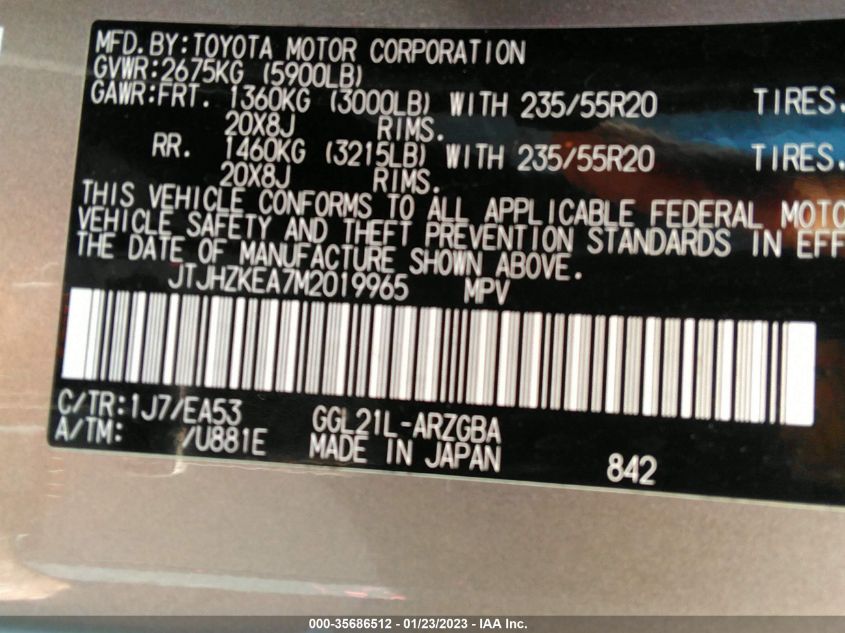 MFD. BY: TOYOTA MOTOR CORPORATION
GVWR: 2675KG (5900LB)
GAWR: FRT. 1360KG (3000LB) WITH 235/55R20 TIRES.
20X8J RIMS.
RR. 1460KG (3215LB) WITH 235/55R20 TIRES.
20X8J RIMS.
THIS VEHICLE CONFORMS TO ALL APPLICABLE FEDERAL MOTO
VEHICLE SAFETY AND THEFT PREVENTION STANDARDS IN EFF
THE DATE OF MANUFACTURE SHOWN ABOVE.
JTJHZKEA7M2019965 MPV
C/TR: 1J7/EA53 GGL21L-ARZGBA
A/TM: /U881E MADE IN JAPAN 842
000-35686512 - 01/23/2023 - IAA Inc.